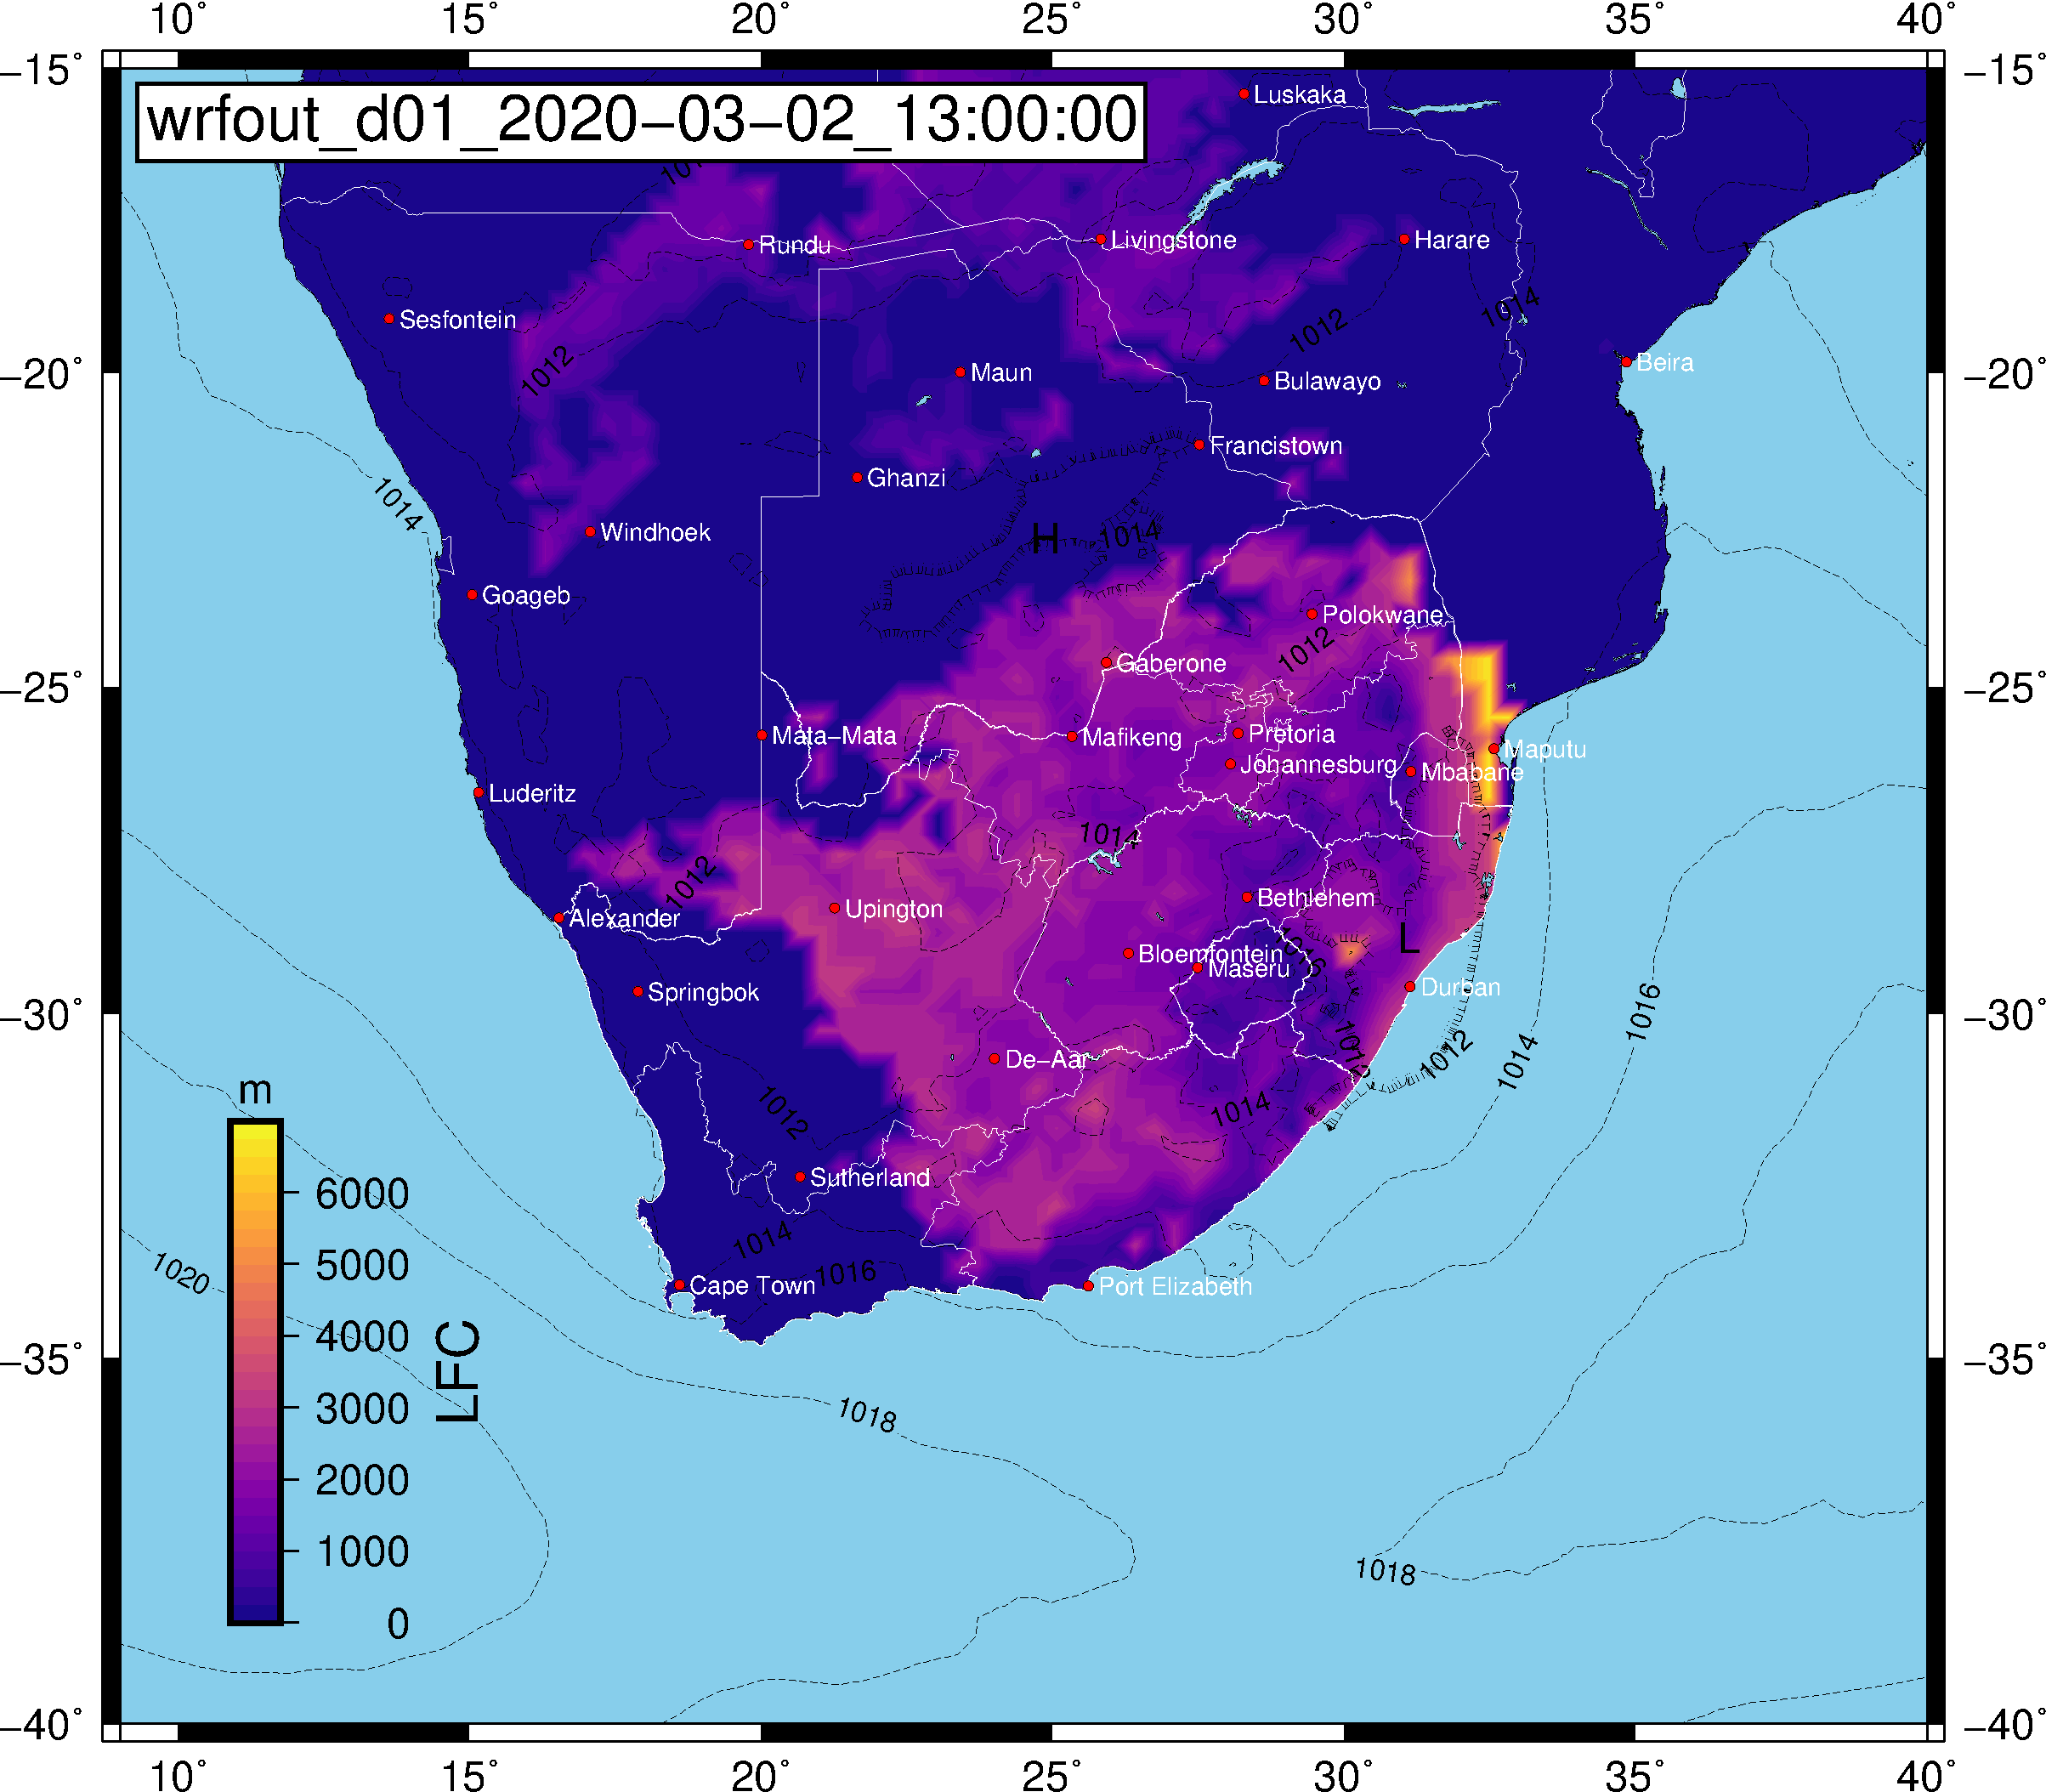 10° 15° 20° 25° 30° 35° 40°
−15° −15°
wrfout_d01_2020−03−02_13:00:00
Luskaka
Rundu
Livingstone
Harare
1014
Sesfontein
1012
1012
−20° −20°
Maun
Beira
Bulawayo
Francistown
Ghanzi
1014
Windhoek
H
1014
Goageb
Polokwane
1012
Gaberone
−25° −25°
Mata−Mata
Mafikeng
Pretoria
Maputu
Johannesburg
Mbabane
Luderitz
1014
1012
Bethlehem
Upington
Alexander
L
1016
Bloemfontein
Maseru
Durban
Springbok
1016
−30° −30°
1012
1012
1014
De−Aar
m
1012
1014
Sutherland
6000
1014
1020
1016
5000
Cape Town
Port Elizabeth
4000
−35° −35°
LFC
3000
1018
2000
1000
1018
0
−40° −40°
10° 15° 20° 25° 30° 35° 40°